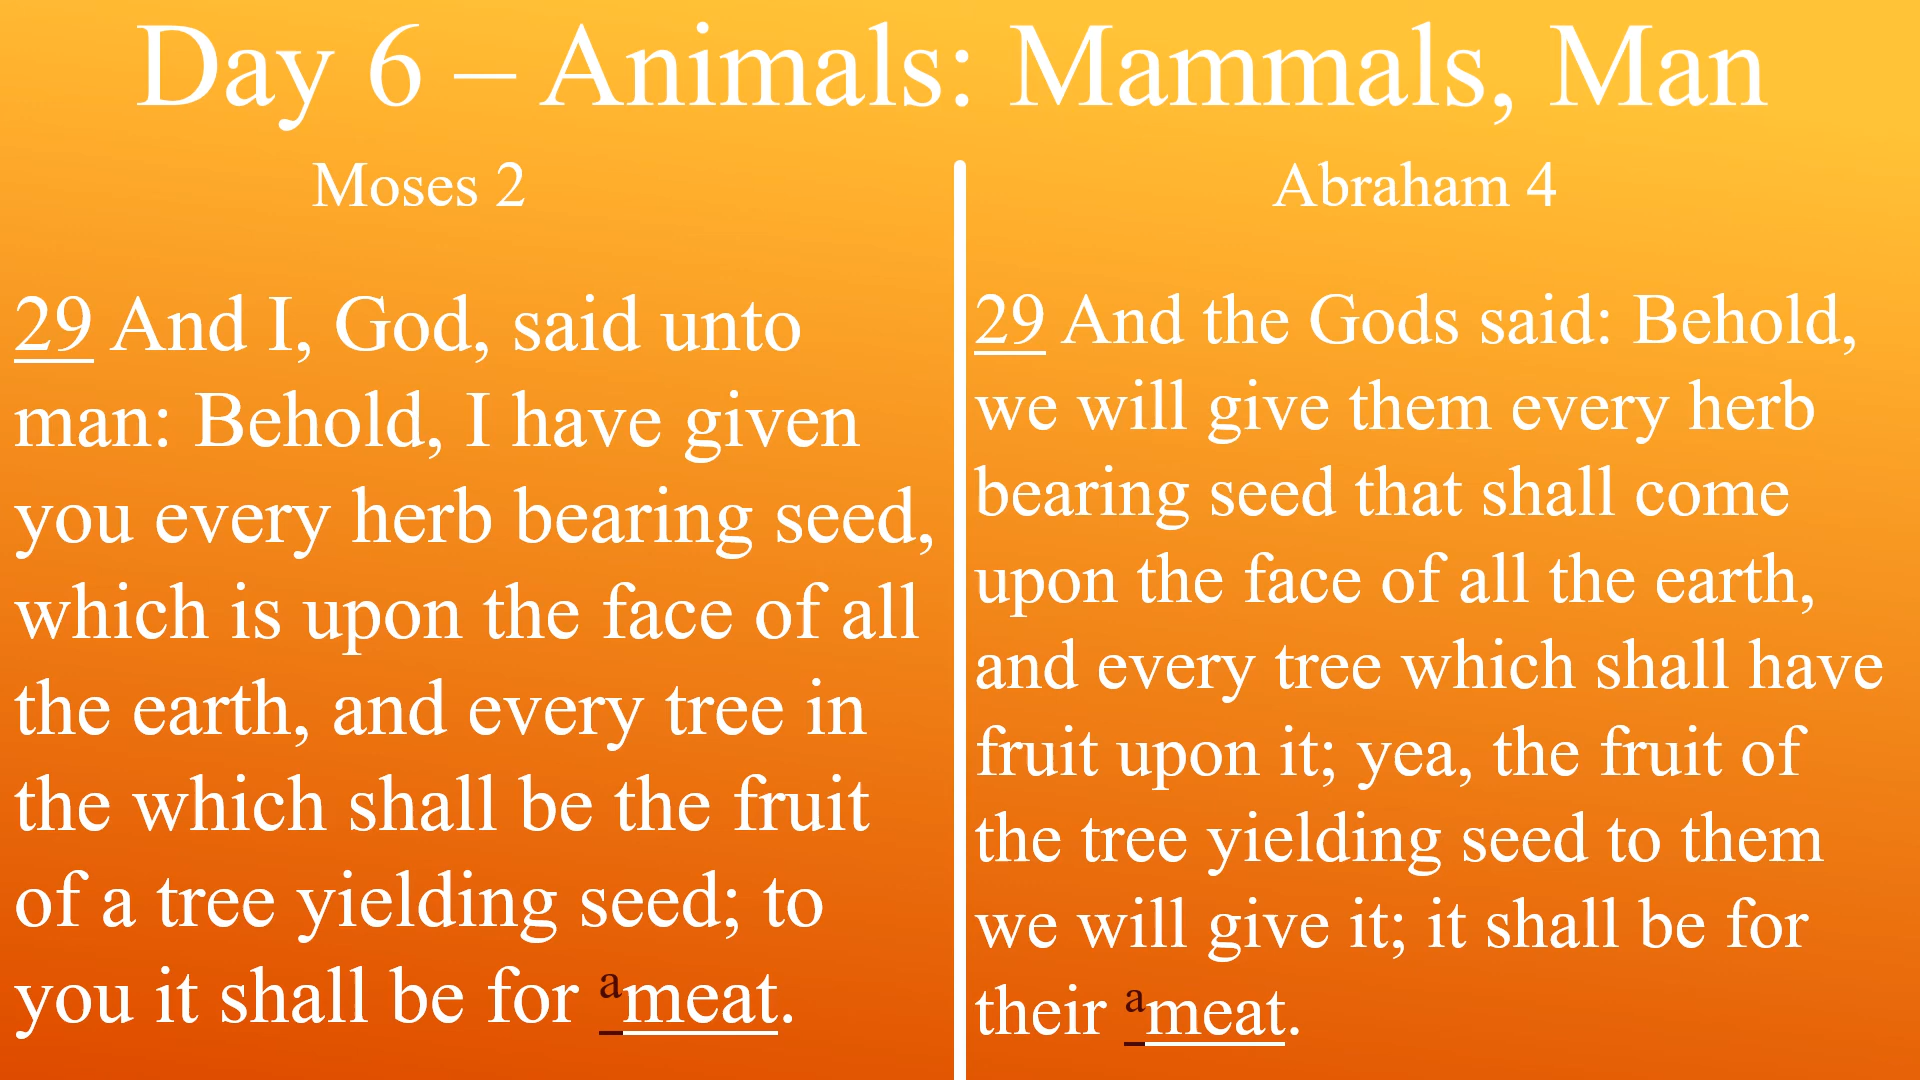 Day 6 – Animals: Mammals, Man
Moses 2
29 And I, God, said unto
man: Behold, I have given
you every herb bearing seed,
which is upon the face of all
the earth, and every tree in
the which shall be the fruit
of a tree yielding seed; to
you it shall be for ameat.
Abraham 4
29 And the Gods said: Behold,
we will give them every herb
bearing seed that shall come
upon the face of all the earth,
and every tree which shall have
fruit upon it; yea, the fruit of
the tree yielding seed to them
we will give it; it shall be for
their ameat.